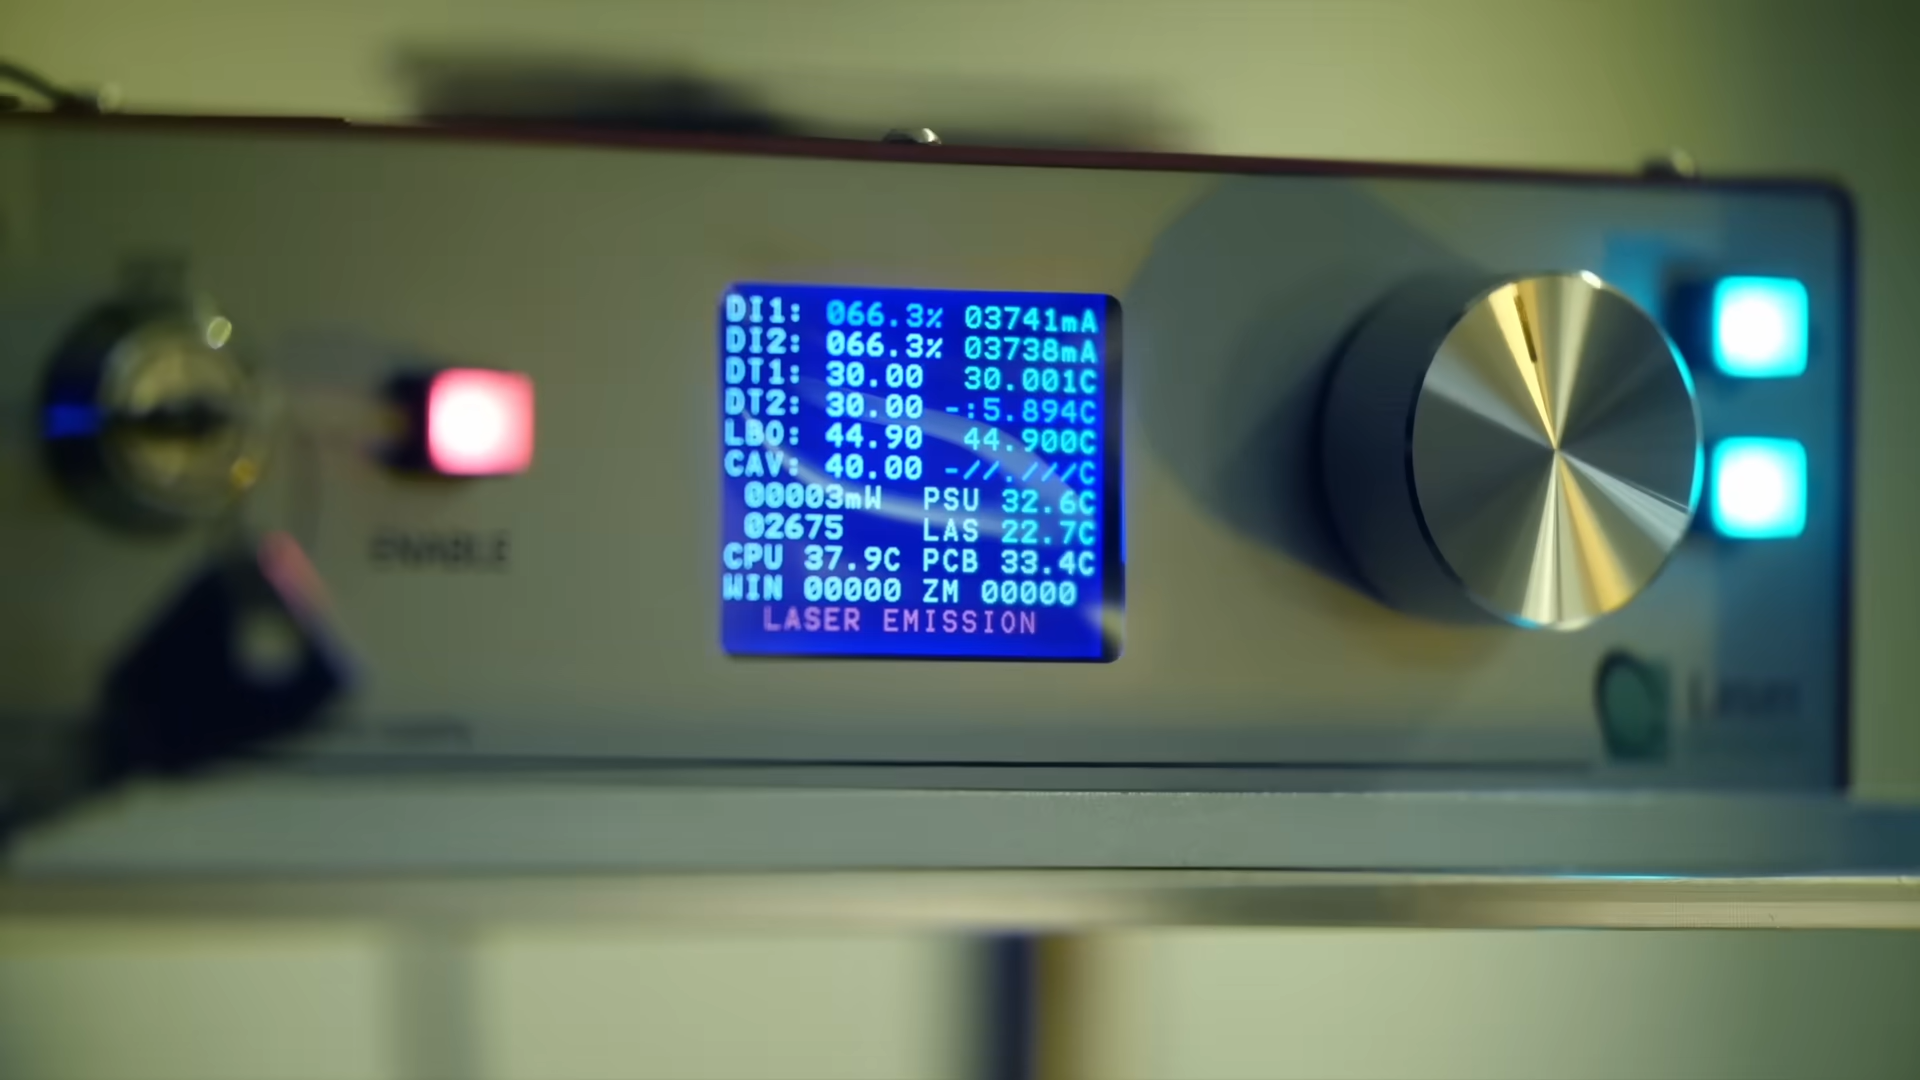 DI1: 066.3% 03741mA
DI2: 066.3% 03738mA
DT1: 30.00 30.001C
DT2: 30.00 -:5.894C
LBO: 44.90 44.900C
CAV: 40.00 -//.///C
00003mW PSU 32.6C
02675 LAS 22.7C
CPU 37.9C PCB 33.4C
WIN 00000 ZM 00000
LASER EMISSION
ENABLE